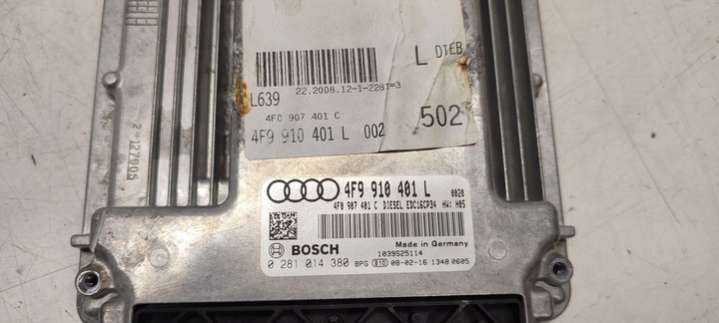 L DIEB
L639
22.2008.12-1-2281-3
4F0 907 401 C
4F9 910 401 L 002
502
4F9 910 401 L 0020
4F0 907 401 C DIESEL EDC16CP34 HW: H05
BOSCH
Made in Germany
1039S25114
0 281 014 380 BPG 08-02-16 1348 0605